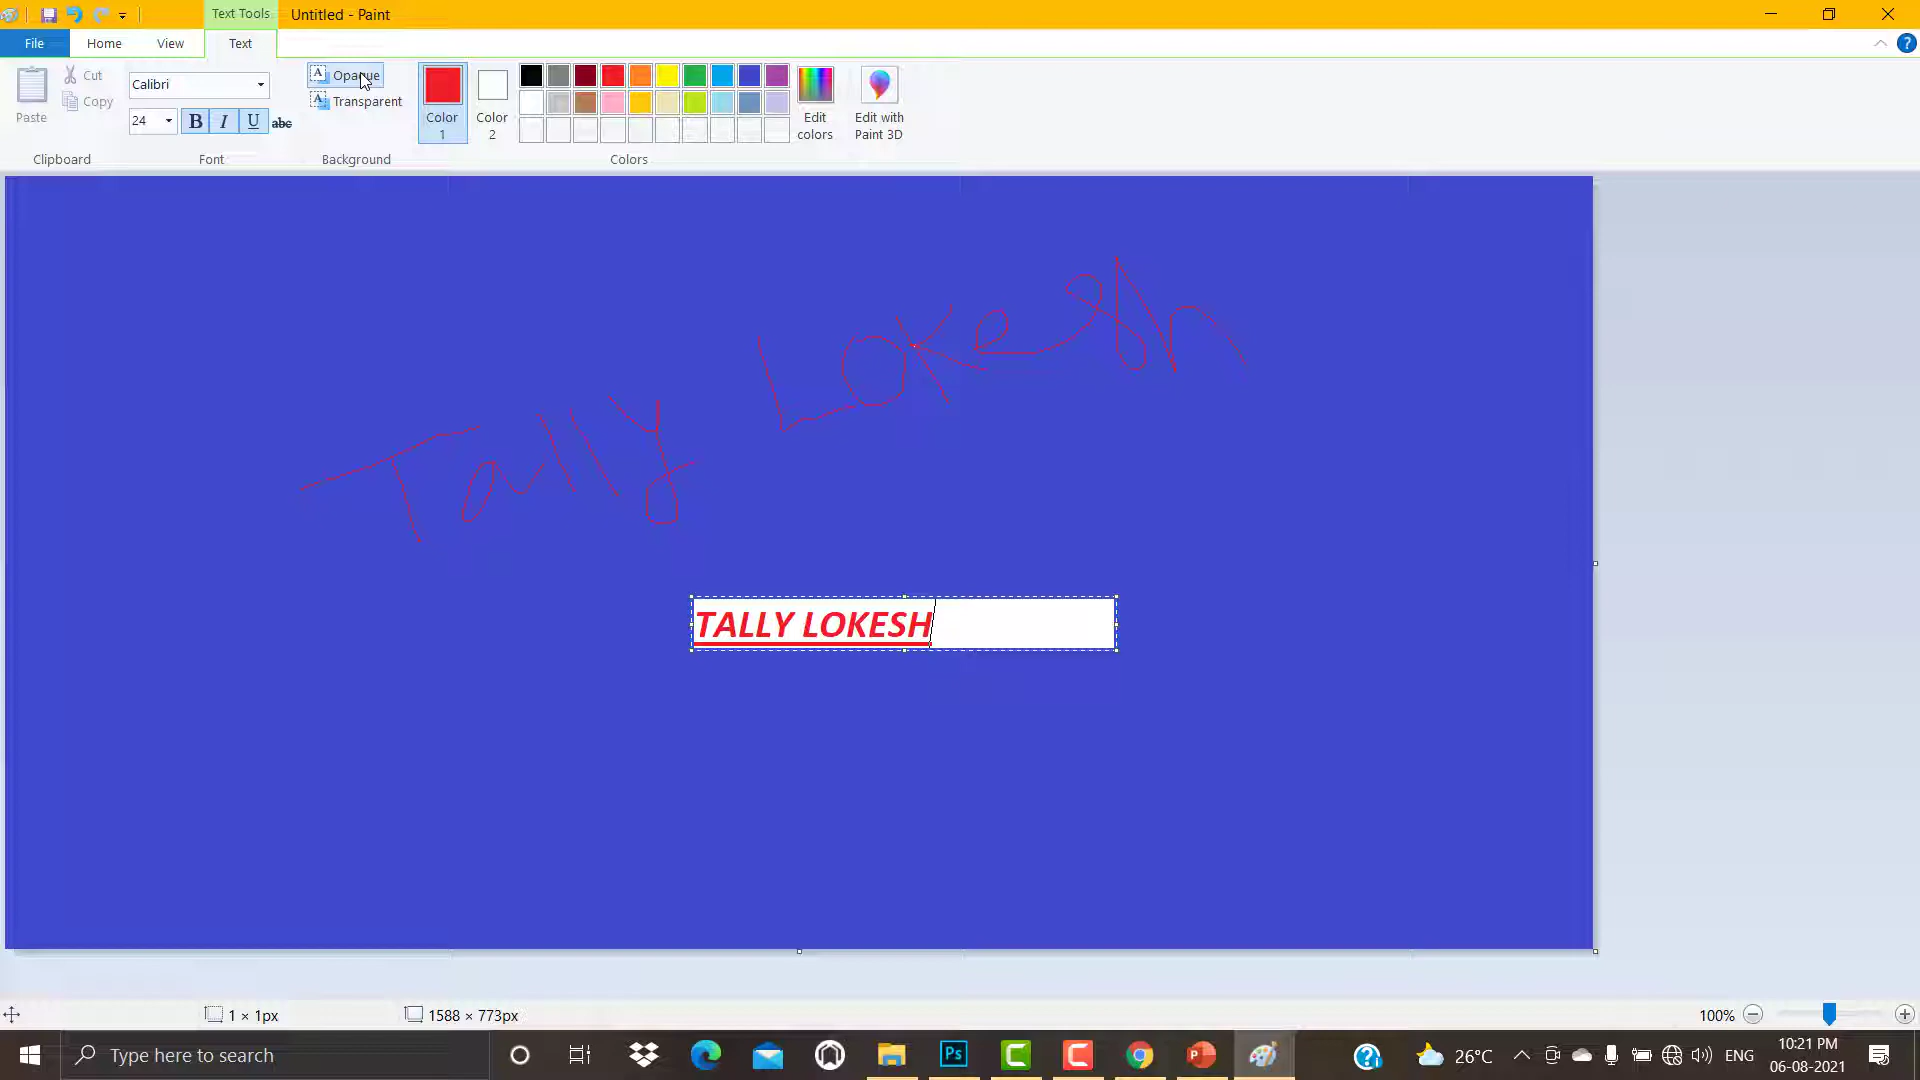 Text Tools Untitled - Paint
File Home View Text
Paste Cut Copy
Calibri
24 B I U abc
Opaque
Transparent
Color 1 Color 2
Edit colors
Edit with Paint 3D
Clipboard Font Background Colors
Tally Lokesh
TALLY LOKESH
1 × 1px 1588 × 773px 100%
Type here to search
Ps
26°C ENG
10:21 PM
06-08-2021